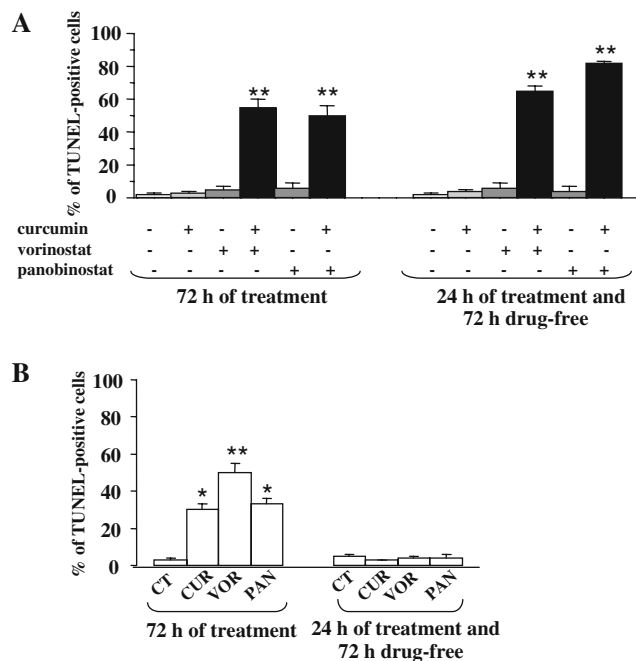 A
% of TUNEL-positive cells
100
80
60
40
20
0
** ** ** **
curcumin - + - + - + - + - + - +
vorinostat - - + + - - - - + + - -
panobinostat - - - - + + - - - - + +
72 h of treatment
24 h of treatment and
72 h drug-free
B
% of TUNEL-positive cells
100
80
60
40
20
0
* ** *
CT CUR VOR PAN CT CUR VOR PAN
72 h of treatment
24 h of treatment and
72 h drug-free